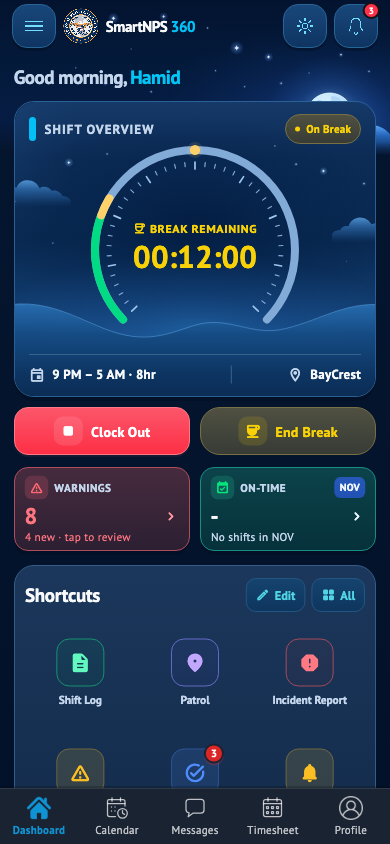 SmartNPS 360
3
Good morning, Hamid
SHIFT OVERVIEW
On Break
BREAK REMAINING
00:12:00
9 PM – 5 AM · 8hr
BayCrest
Clock Out
End Break
WARNINGS
8
4 new · tap to review
ON-TIME
NOV
-
No shifts in NOV
Shortcuts
Edit
All
Shift Log
Patrol
Incident Report
3
Dashboard
Calendar
Messages
Timesheet
Profile